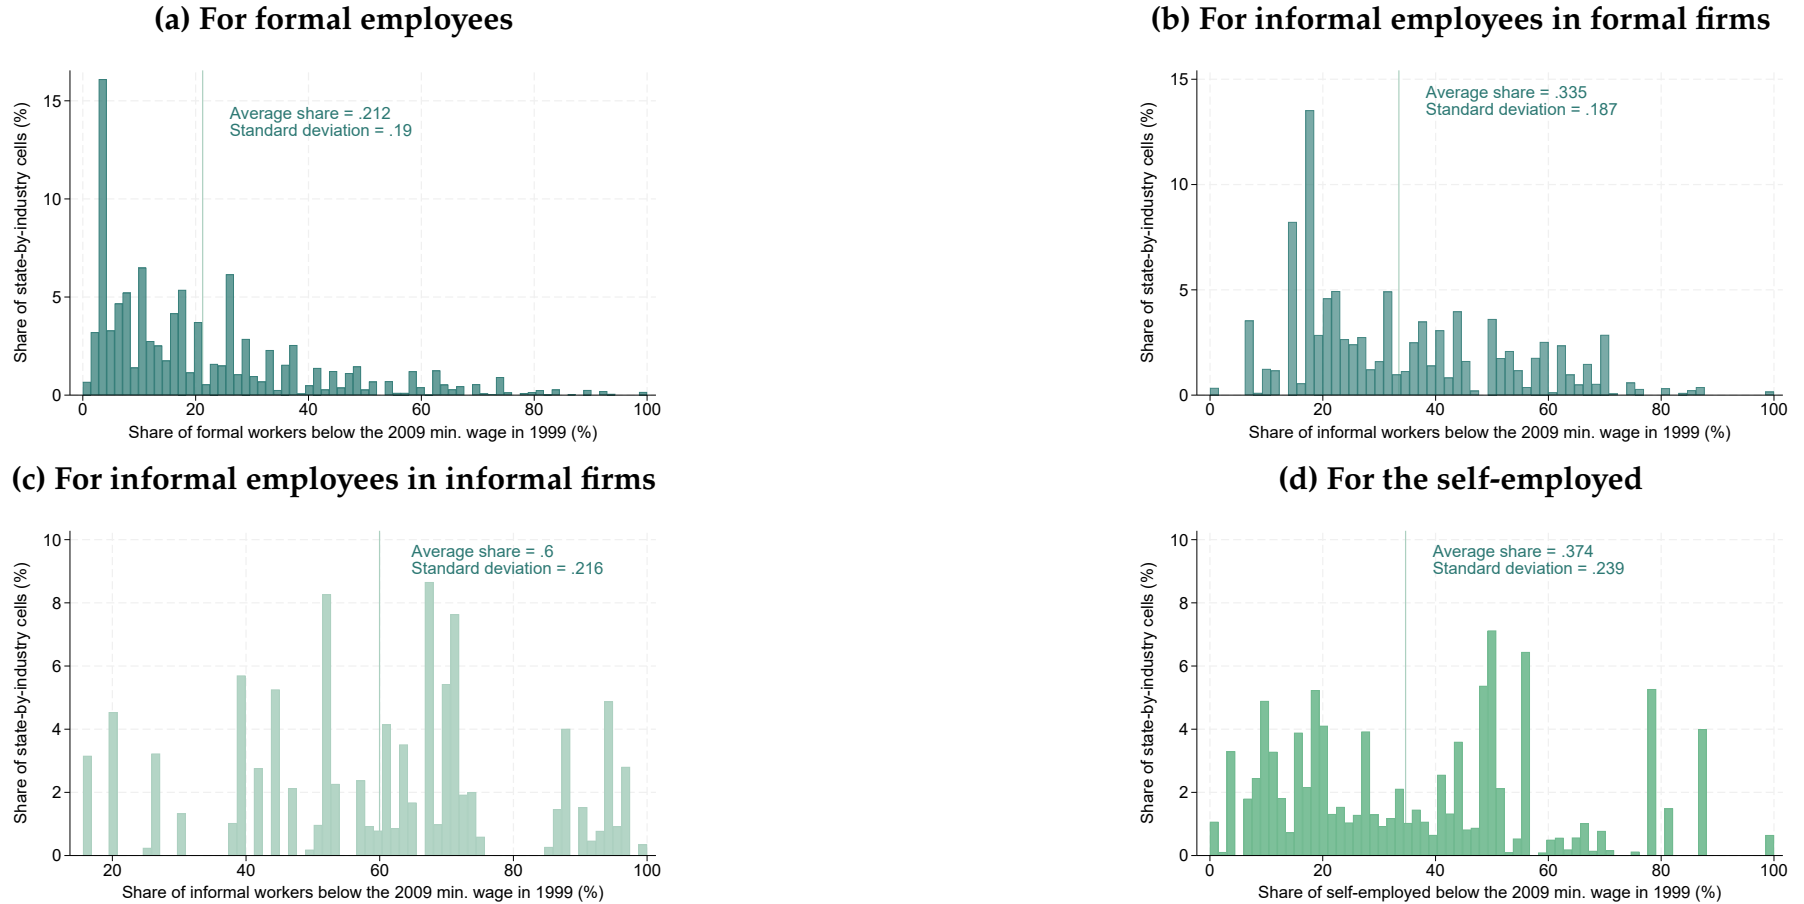 (a) For formal employees
Share of state-by-industry cells (%)
15
10
5
0
Average share = .212
Standard deviation = .19
0 20 40 60 80 100
Share of formal workers below the 2009 min. wage in 1999 (%)
(b) For informal employees in formal firms
Share of state-by-industry cells (%)
15
10
5
0
Average share = .335
Standard deviation = .187
0 20 40 60 80 100
Share of informal workers below the 2009 min. wage in 1999 (%)
(c) For informal employees in informal firms
Share of state-by-industry cells (%)
10
8
6
4
2
0
Average share = .6
Standard deviation = .216
20 40 60 80 100
Share of informal workers below the 2009 min. wage in 1999 (%)
(d) For the self-employed
Share of state-by-industry cells (%)
10
8
6
4
2
0
Average share = .374
Standard deviation = .239
0 20 40 60 80 100
Share of self-employed below the 2009 min. wage in 1999 (%)